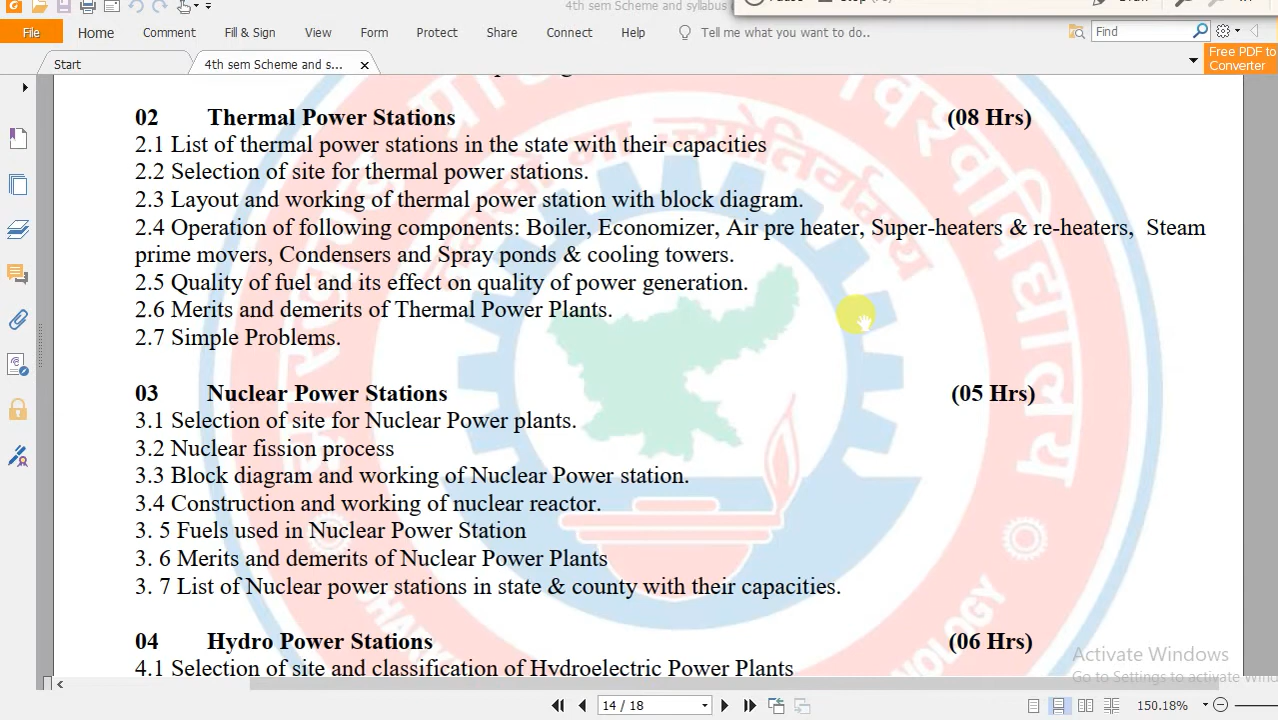 4th sem Scheme and syllabus (
File Home Comment Fill & Sign View Form Protect Share Connect Help Tell me what you want to do.. Find
Start 4th sem Scheme and s...
Free PDF to
Converter
02 Thermal Power Stations (08 Hrs)
2.1 List of thermal power stations in the state with their capacities
2.2 Selection of site for thermal power stations.
2.3 Layout and working of thermal power station with block diagram.
2.4 Operation of following components: Boiler, Economizer, Air pre heater, Super-heaters & re-heaters, Steam
prime movers, Condensers and Spray ponds & cooling towers.
2.5 Quality of fuel and its effect on quality of power generation.
2.6 Merits and demerits of Thermal Power Plants.
2.7 Simple Problems.
03 Nuclear Power Stations (05 Hrs)
3.1 Selection of site for Nuclear Power plants.
3.2 Nuclear fission process
3.3 Block diagram and working of Nuclear Power station.
3.4 Construction and working of nuclear reactor.
3. 5 Fuels used in Nuclear Power Station
3. 6 Merits and demerits of Nuclear Power Plants
3. 7 List of Nuclear power stations in state & county with their capacities.
04 Hydro Power Stations (06 Hrs)
4.1 Selection of site and classification of Hydroelectric Power Plants
Activate Windows
Go to Settings to activate Wind
14 / 18 150.18%